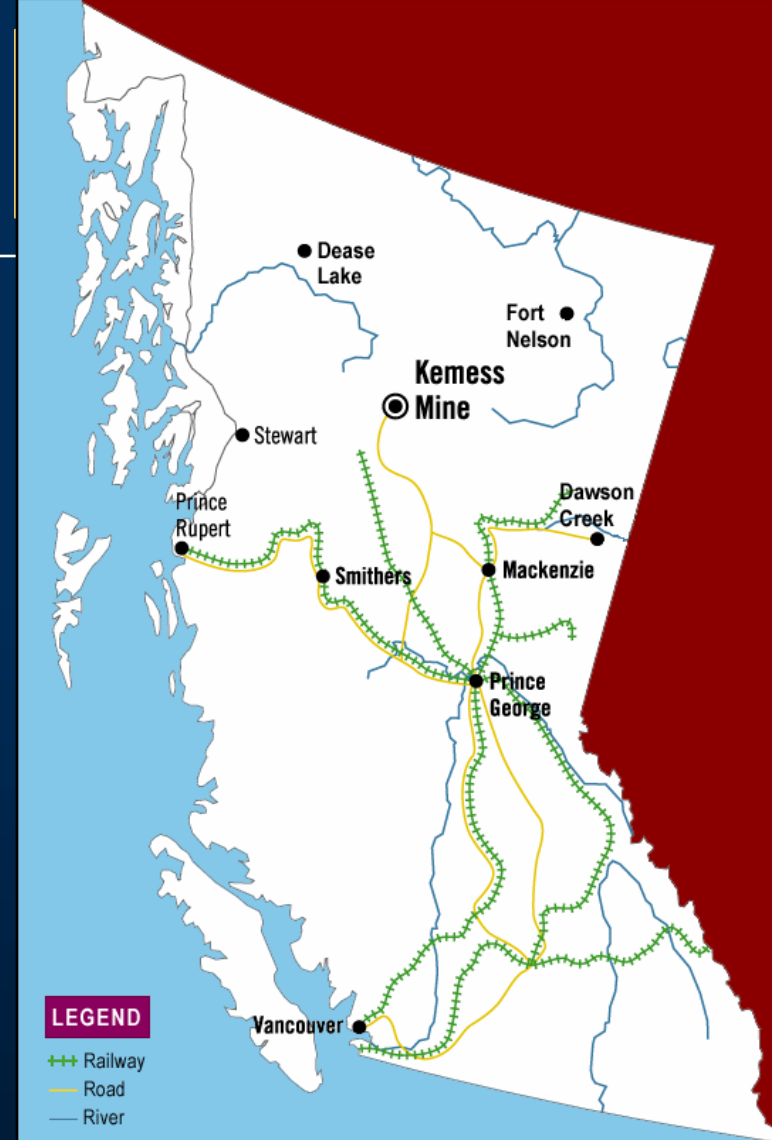 Dease
Lake
Fort
Nelson
Kemess
Mine
Stewart
Dawson
Creek
Prince
Rupert
Smithers
Mackenzie
Prince
George
Vancouver
LEGEND
Railway
Road
River